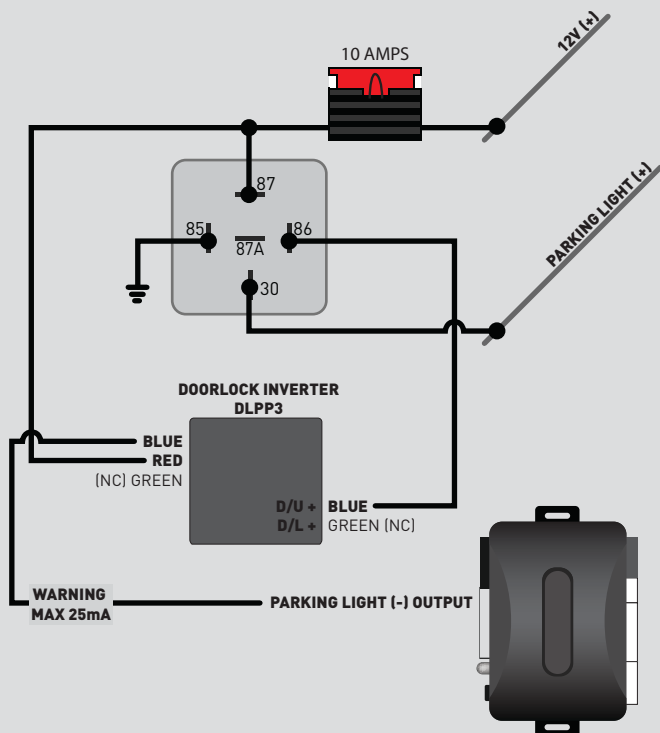 10 AMPS
12V (+)
87
85
86
87A
PARKING LIGHT (+)
30
DOORLOCK INVERTER
DLPP3
BLUE
RED
(NC) GREEN
D/U + BLUE
D/L + GREEN (NC)
WARNING
MAX 25mA
PARKING LIGHT (-) OUTPUT